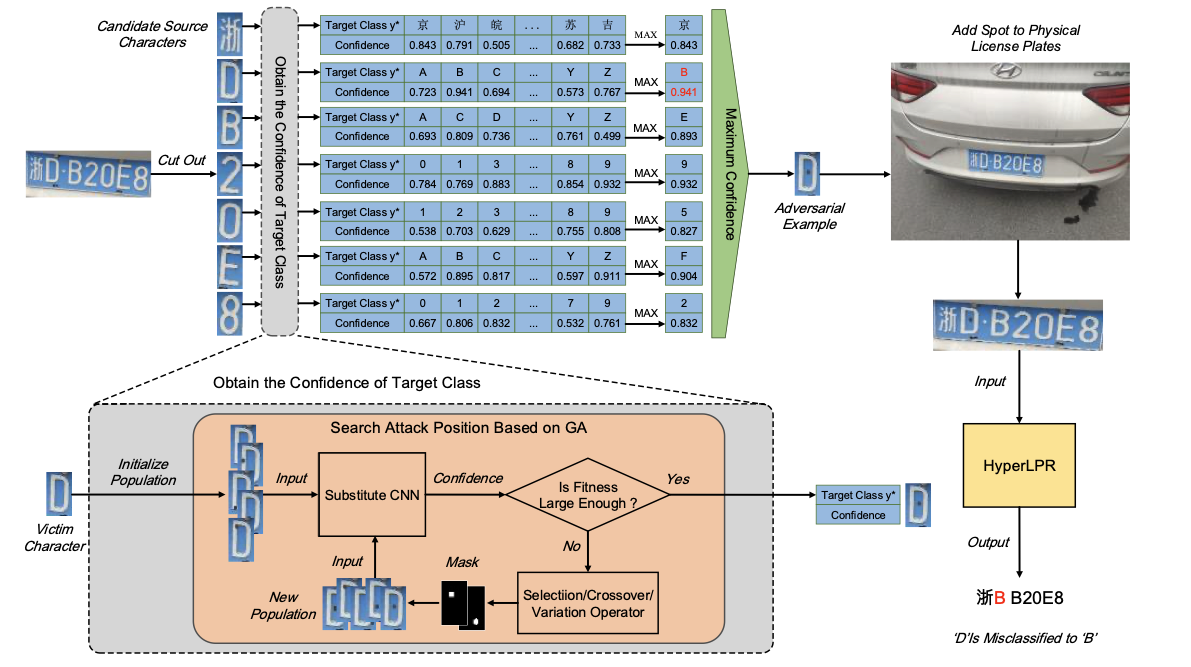 Candidate Source
Characters
浙
D
B
2
0
E
8
浙D·B20E8
Cut Out
Obtain the Confidence of Target Class
Target Class y* 京 沪 皖 ... 苏 吉 MAX 京
Confidence 0.843 0.791 0.505 ... 0.682 0.733 0.843
Target Class y* A B C ... Y Z MAX B
Confidence 0.723 0.941 0.694 ... 0.573 0.767 0.941
Target Class y* A C D ... Y Z MAX E
Confidence 0.693 0.809 0.736 ... 0.761 0.499 0.893
Target Class y* 0 1 3 ... 8 9 MAX 9
Confidence 0.784 0.769 0.883 ... 0.854 0.932 0.932
Target Class y* 1 2 3 ... 8 9 MAX 5
Confidence 0.538 0.703 0.629 ... 0.755 0.808 0.827
Target Class y* A B C ... Y Z MAX F
Confidence 0.572 0.895 0.817 ... 0.597 0.911 0.904
Target Class y* 0 1 2 ... 7 9 MAX 2
Confidence 0.667 0.806 0.832 ... 0.532 0.761 0.832
Maximum Confidence
D
Adversarial
Example
Add Spot to Physical
License Plates
浙D·B20E8
浙D·B20E8
Input
HyperLPR
Output
浙B B20E8
‘D’Is Misclassified to ‘B’
Obtain the Confidence of Target Class
Search Attack Position Based on GA
D
Victim
Character
Initialize
Population
D
D
D
D
D
Input
Substitute CNN
Confidence
Is Fitness
Large Enough ?
Yes
No
Selectiion/Crossover/
Variation Operator
Mask
New
Population
Input
Target Class y*
Confidence
D